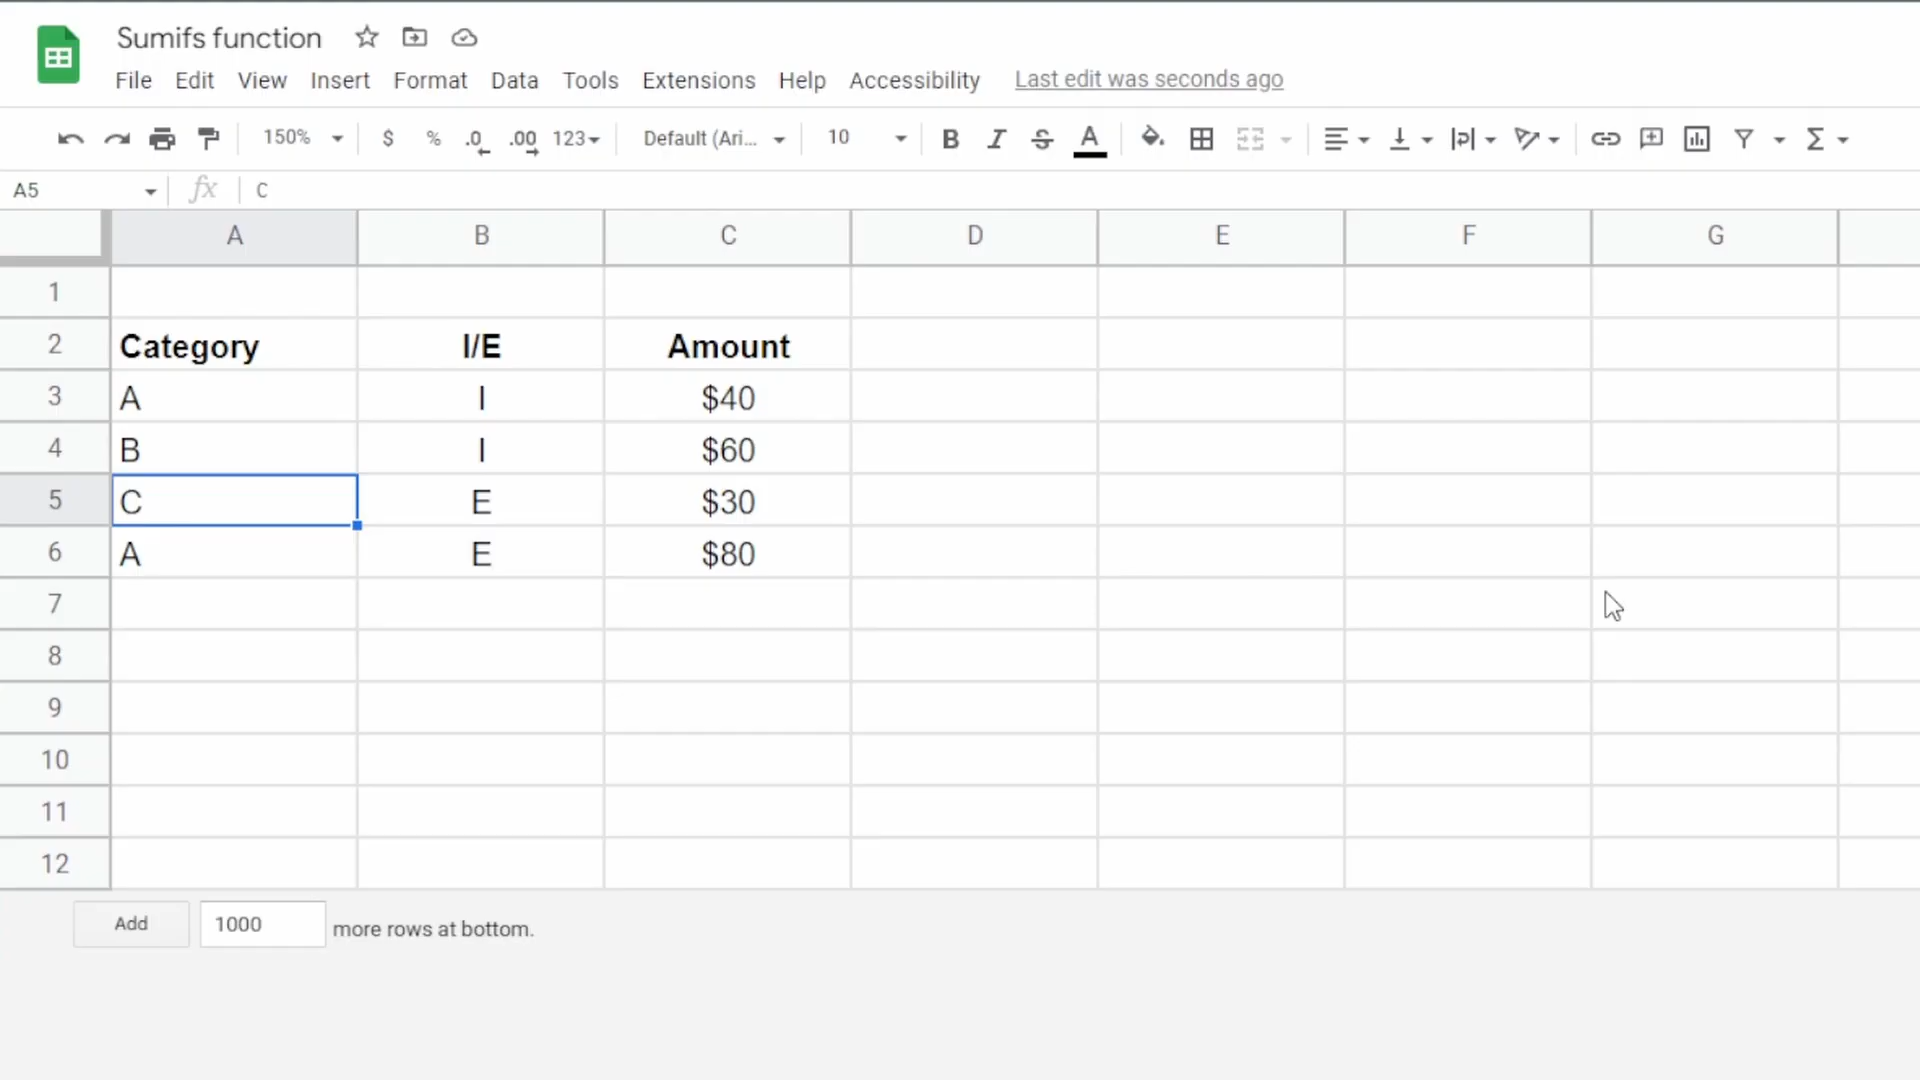 Sumifs function
File Edit View Insert Format Data Tools Extensions Help Accessibility Last edit was seconds ago
150% $ % .0 .00 123 Default (Ari... 10 B I S A
A5 fx C
A B C D E F G
1
2 Category I/E Amount
3 A I $40
4 B I $60
5 C E $30
6 A E $80
7
8
9
10
11
12
Add 1000 more rows at bottom.